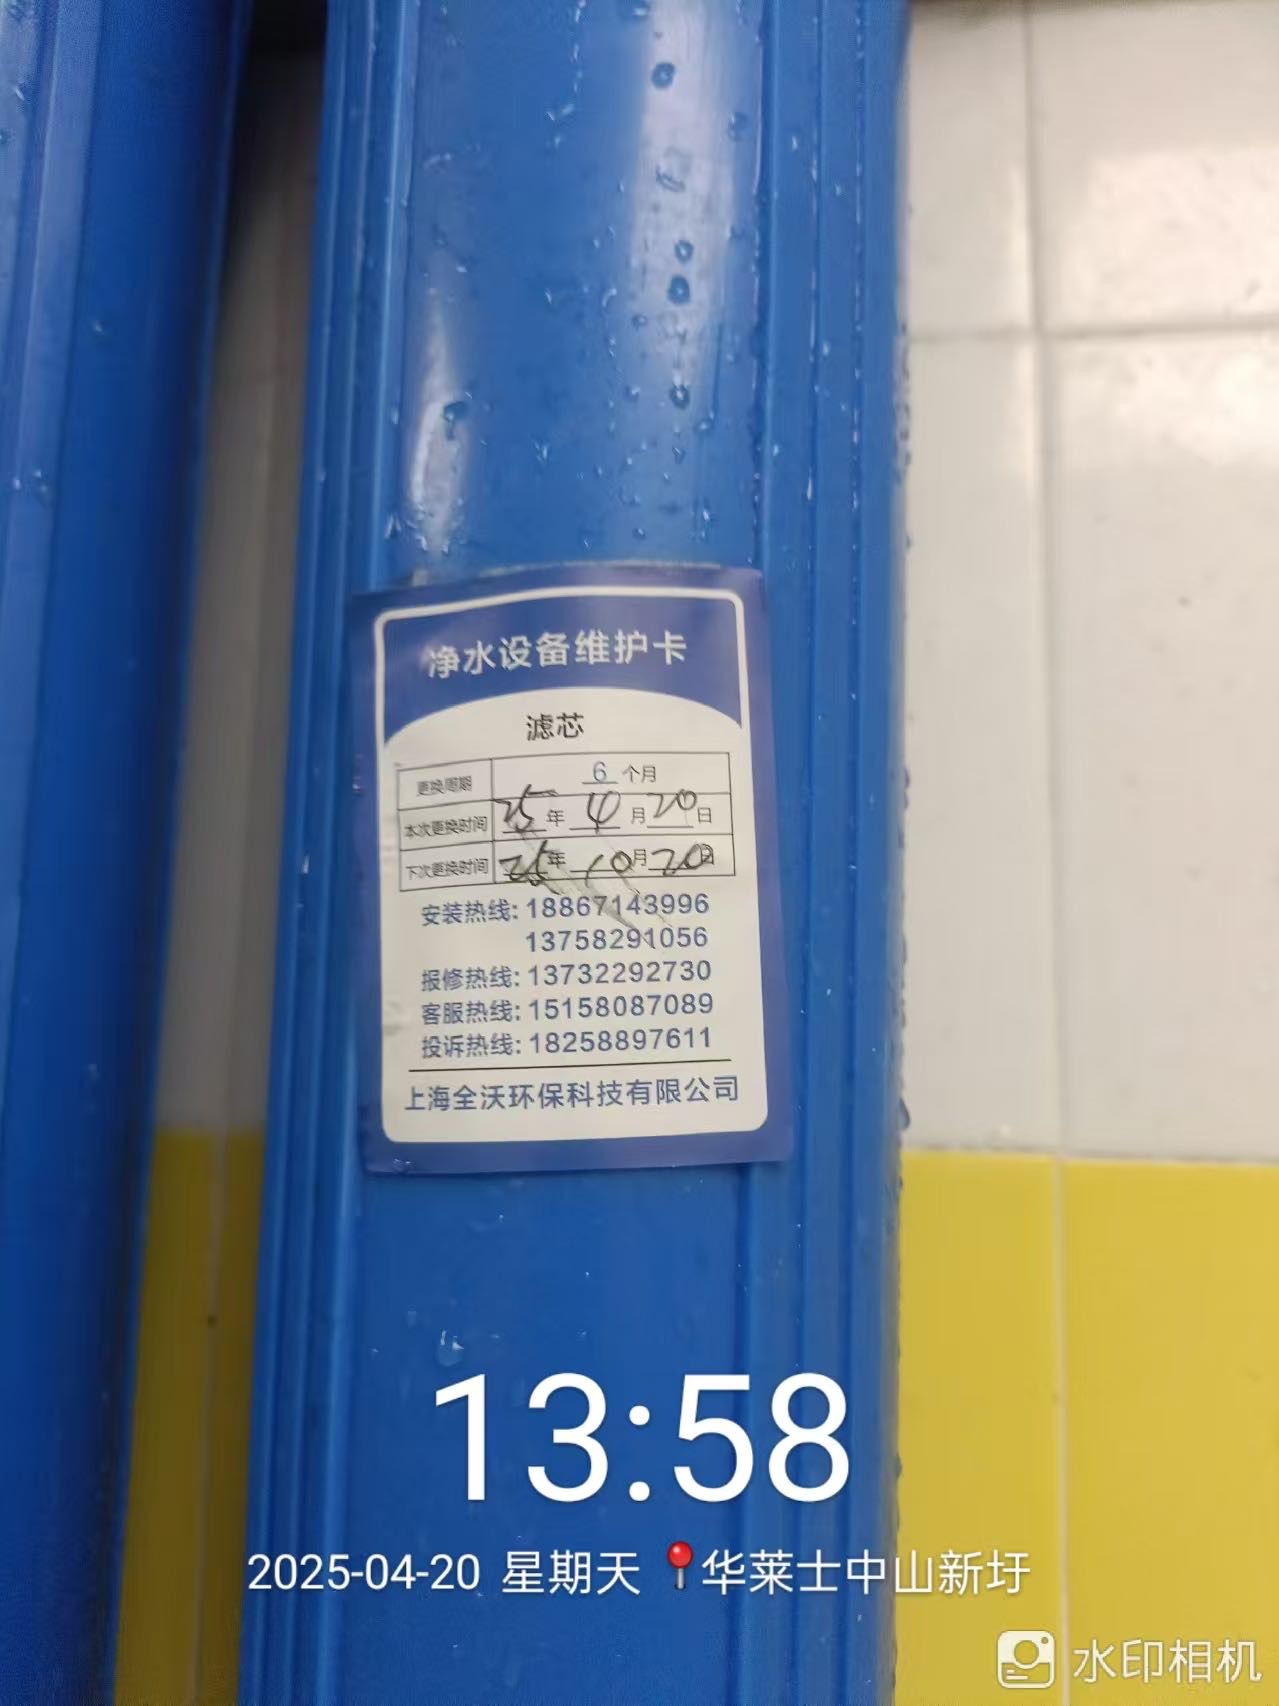 净水设备维护卡
滤芯
更换周期 6 个月
本次更换时间 25 年 4 月 20 日
下次更换时间 25 年 10 月 20 日
安装热线: 18867143996
13758291056
报修热线: 13732292730
客服热线: 15158087089
投诉热线: 18258897611
上海全沃环保科技有限公司
13:58
2025-04-20 星期天 📍华莱士中山新圩
水印相机